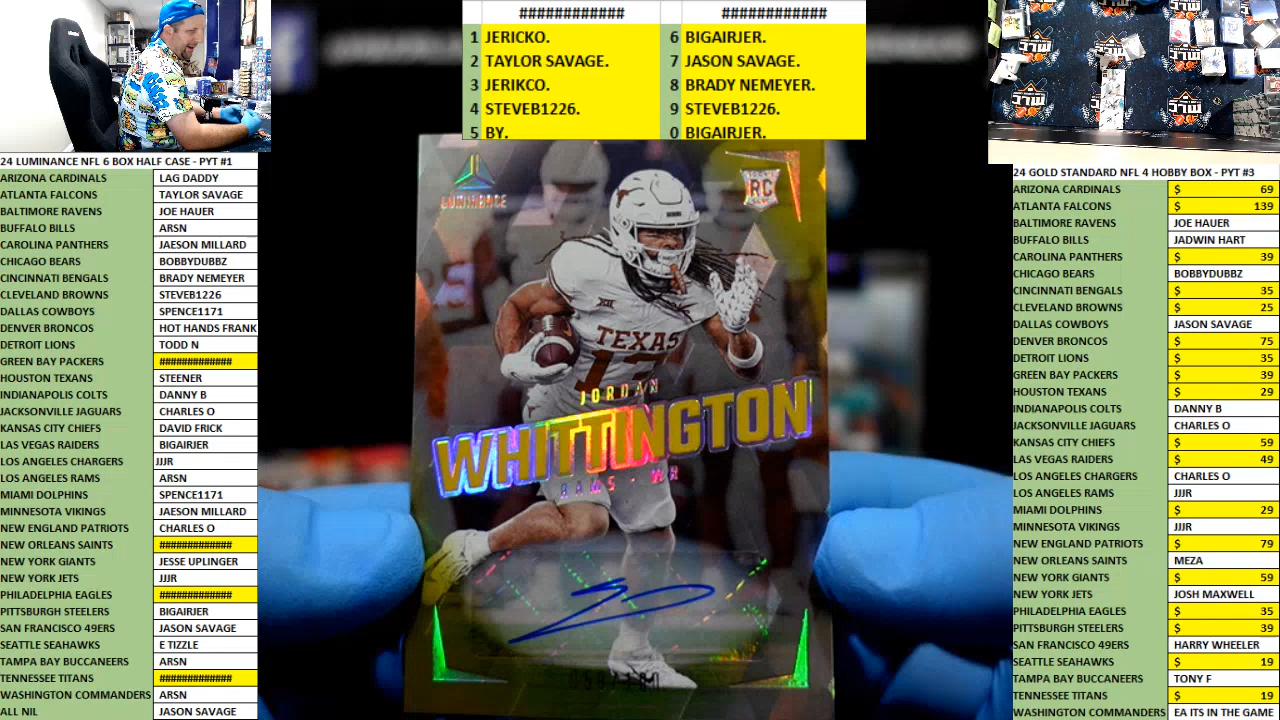 ############ ############
1 JERICKO. 6 BIGAIRJER.
2 TAYLOR SAVAGE. 7 JASON SAVAGE.
3 JERIKCO. 8 BRADY NEMEYER.
4 STEVEB1226. 9 STEVEB1226.
5 BY. 0 BIGAIRJER.
24 LUMINANCE NFL 6 BOX HALF CASE - PYT #1
ARIZONA CARDINALS LAG DADDY
ATLANTA FALCONS TAYLOR SAVAGE
BALTIMORE RAVENS JOE HAUER
BUFFALO BILLS ARSN
CAROLINA PANTHERS JAESON MILLARD
CHICAGO BEARS BOBBYDUBBZ
CINCINNATI BENGALS BRADY NEMEYER
CLEVELAND BROWNS STEVEB1226
DALLAS COWBOYS SPENCE1171
DENVER BRONCOS HOT HANDS FRANK
DETROIT LIONS TODD N
GREEN BAY PACKERS #############
HOUSTON TEXANS STEENER
INDIANAPOLIS COLTS DANNY B
JACKSONVILLE JAGUARS CHARLES O
KANSAS CITY CHIEFS DAVID FRICK
LAS VEGAS RAIDERS BIGAIRJER
LOS ANGELES CHARGERS JJJR
LOS ANGELES RAMS ARSN
MIAMI DOLPHINS SPENCE1171
MINNESOTA VIKINGS JAESON MILLARD
NEW ENGLAND PATRIOTS CHARLES O
NEW ORLEANS SAINTS #############
NEW YORK GIANTS JESSE UPLINGER
NEW YORK JETS JJJR
PHILADELPHIA EAGLES #############
PITTSBURGH STEELERS BIGAIRJER
SAN FRANCISCO 49ERS JASON SAVAGE
SEATTLE SEAHAWKS E TIZZLE
TAMPA BAY BUCCANEERS ARSN
TENNESSEE TITANS #############
WASHINGTON COMMANDERS ARSN
ALL NIL JASON SAVAGE
LUMINANCE
RC
XII
TEXAS
JORDAN
WHITTINGTON
RAMS - WR
24 GOLD STANDARD NFL 4 HOBBY BOX - PYT #3
ARIZONA CARDINALS $ 69
ATLANTA FALCONS $ 139
BALTIMORE RAVENS JOE HAUER
BUFFALO BILLS JADWIN HART
CAROLINA PANTHERS $ 39
CHICAGO BEARS BOBBYDUBBZ
CINCINNATI BENGALS $ 35
CLEVELAND BROWNS $ 25
DALLAS COWBOYS JASON SAVAGE
DENVER BRONCOS $ 75
DETROIT LIONS $ 35
GREEN BAY PACKERS $ 39
HOUSTON TEXANS $ 29
INDIANAPOLIS COLTS DANNY B
JACKSONVILLE JAGUARS CHARLES O
KANSAS CITY CHIEFS $ 59
LAS VEGAS RAIDERS $ 49
LOS ANGELES CHARGERS CHARLES O
LOS ANGELES RAMS JJJR
MIAMI DOLPHINS $ 29
MINNESOTA VIKINGS JJJR
NEW ENGLAND PATRIOTS $ 79
NEW ORLEANS SAINTS MEZA
NEW YORK GIANTS $ 59
NEW YORK JETS JOSH MAXWELL
PHILADELPHIA EAGLES $ 35
PITTSBURGH STEELERS $ 39
SAN FRANCISCO 49ERS HARRY WHEELER
SEATTLE SEAHAWKS $ 19
TAMPA BAY BUCCANEERS TONY F
TENNESSEE TITANS $ 19
WASHINGTON COMMANDERS EA ITS IN THE GAME